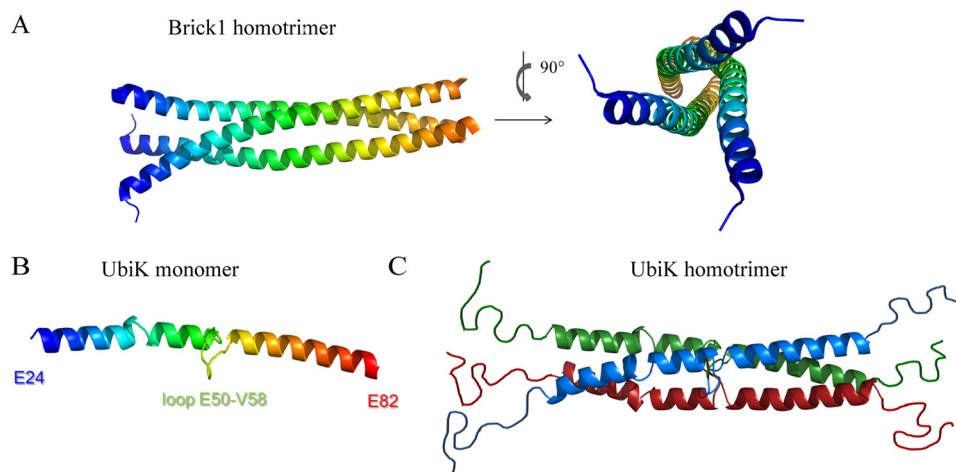 A
Brick1 homotrimer
90°
B
UbiK monomer
E24
loop E50-V58
E82
C
UbiK homotrimer